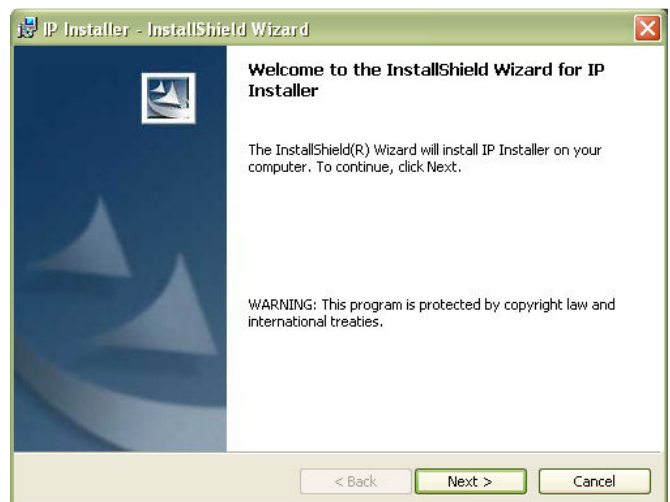 IP Installer - InstallShield Wizard
Welcome to the InstallShield Wizard for IP
Installer
The InstallShield(R) Wizard will install IP Installer on your
computer. To continue, click Next.
WARNING: This program is protected by copyright law and
international treaties.
< Back Next > Cancel